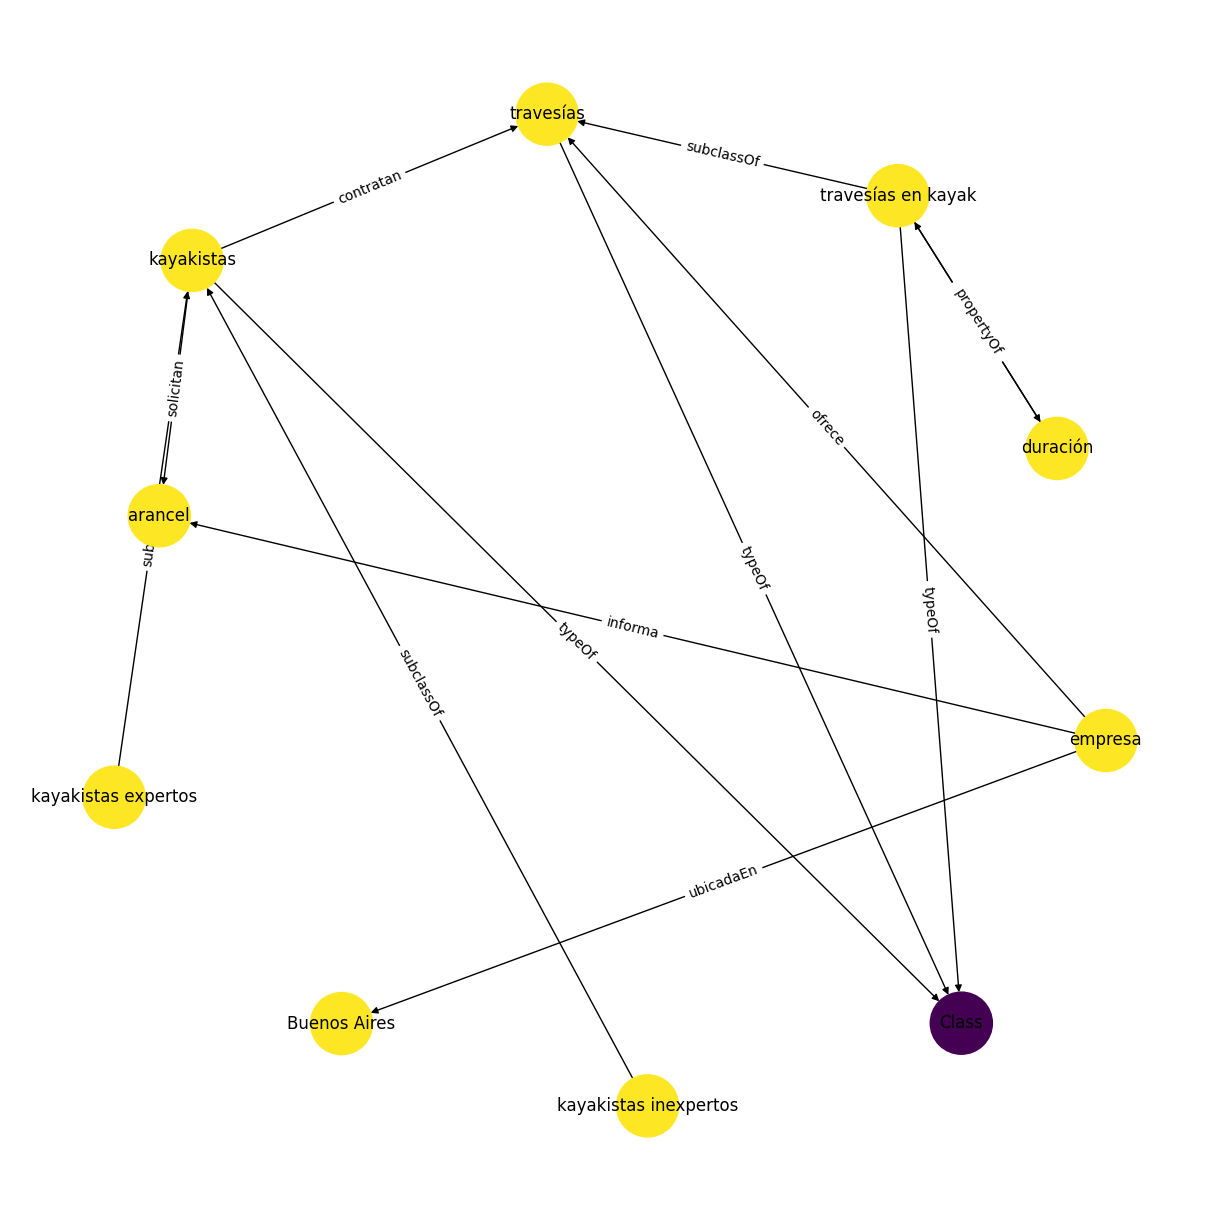 travesías
subclassOf
contratan
travesías en kayak
kayakistas
propertyOf
solicitan
ofrece
duración
arancel
sub
typeOf
typeOf
informa
typeOf
subclassOf
empresa
kayakistas expertos
ubicadaEn
Buenos Aires
Class
kayakistas inexpertos